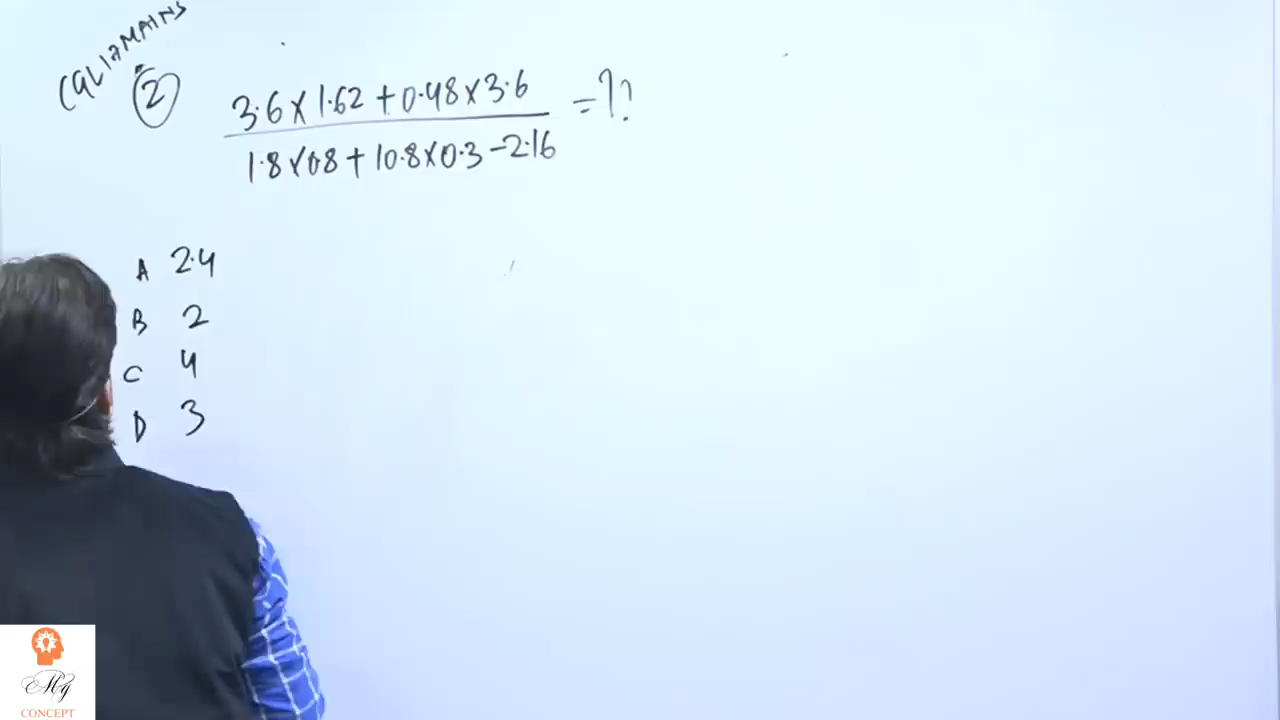 CGL 17 MAINS
② 3.6 × 1.62 + 0.48 × 3.6 = ??
1.8 × 0.8 + 10.8 × 0.3 − 2.16
A 2.4
B 2
C 4
D 3
Mg
CONCEPT